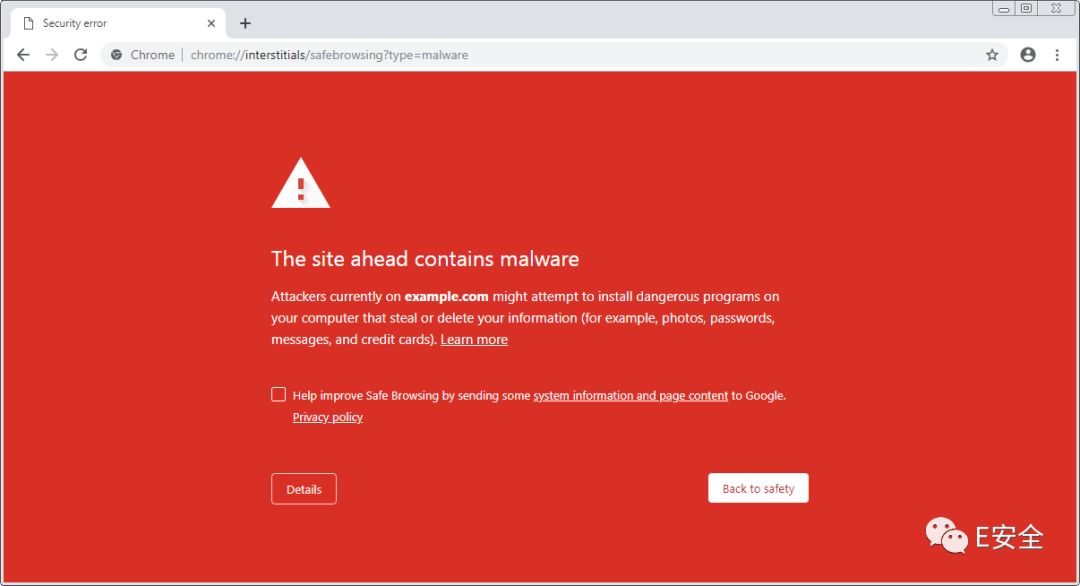 Security error
Chrome
chrome://interstitials/safebrowsing?type=malware
The site ahead contains malware
Attackers currently on example.com might attempt to install dangerous programs on
your computer that steal or delete your information (for example, photos, passwords,
messages, and credit cards). Learn more
Help improve Safe Browsing by sending some system information and page content to Google.
Privacy policy
Details
Back to safety
E安全